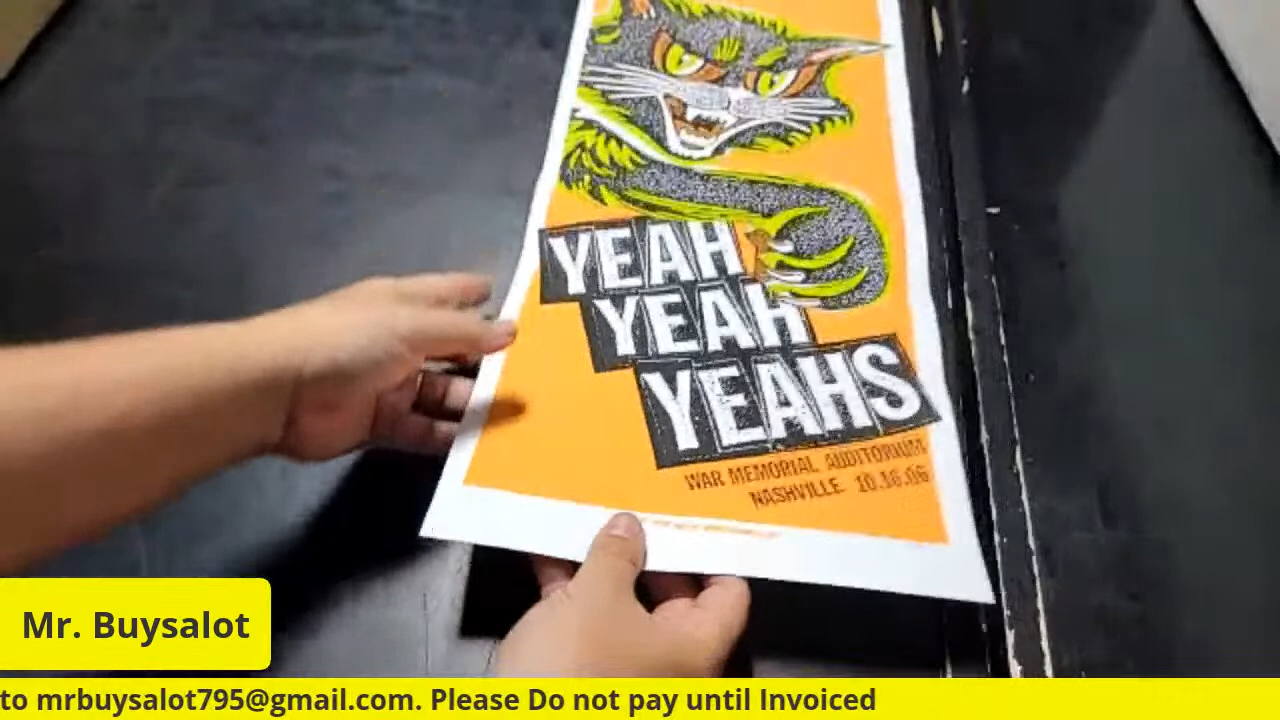 YEAH
YEAH
YEAHS
WAR MEMORIAL AUDITORIUM
NASHVILLE 10.16.06
Mr. Buysalot
to mrbuysalot795@gmail.com. Please Do not pay until Invoiced